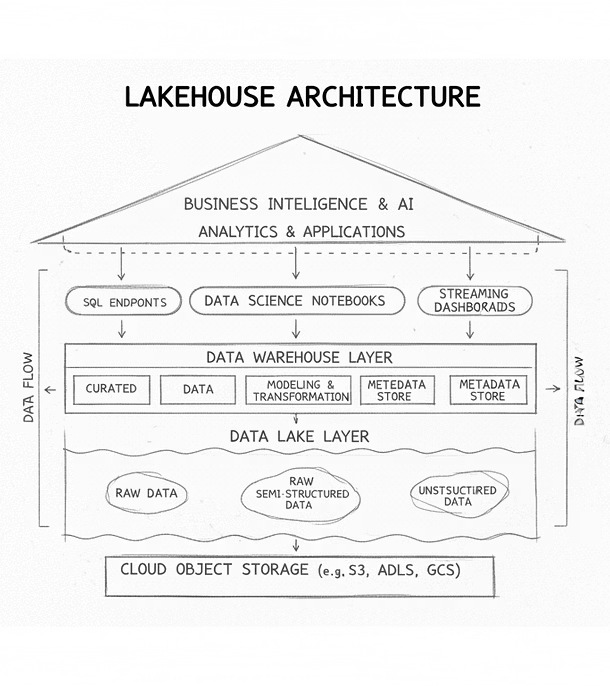 LAKEHOUSE ARCHITECTURE
BUSINESS INTELIGENCE & AI
ANALYTICS & APPLICATIONS
SQL ENDPONTS
DATA SCIENCE NOTEBOOKS
STREAMING
DASHBORAIDS
DATA WAREHOUSE LAYER
CURATED
DATA
MODELING &
TRANSFORMATION
METEDATA
STORE
METADATA
STORE
DATA FLOW
DATA FLOW
DATA LAKE LAYER
RAW DATA
RAW
SEMI-STRUCTURED
DATA
UNSTSUCTIRED
DATA
CLOUD OBJECT STORAGE (e.g. S3, ADLS, GCS)